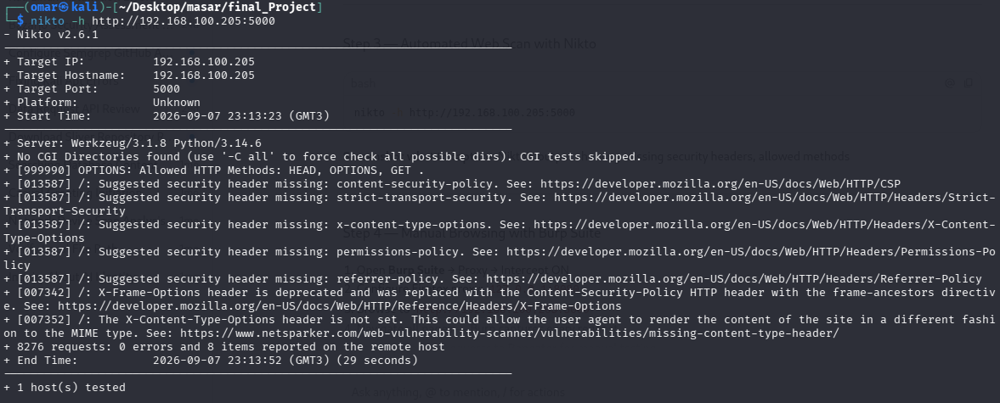 ┌──(omar㉿kali)-[~/Desktop/masar/final_Project]
└─$ nikto -h http://192.168.100.205:5000
- Nikto v2.6.1
Step 3 — Automated Web Scan with Nikto
+ Target IP:          192.168.100.205
+ Target Hostname:    192.168.100.205
+ Target Port:        5000
bash
+ Platform:           Unknown
API Review
+ Start Time:         2026-09-07 23:13:23 (GMT3)
nikto
http://192.168.100.205:5000
+ Server: Werkzeug/3.1.8 Python/3.14.6
+ No CGI Directories found (use '-C all' to force check all possible dirs). CGI tests skipped.
security headers, allowed methods
+ [999990] OPTIONS: Allowed HTTP Methods: HEAD, OPTIONS, GET .
+ [013587] /: Suggested security header missing: content-security-policy. See: https://developer.mozilla.org/en-US/docs/Web/HTTP/CSP
+ [013587] /: Suggested security header missing: strict-transport-security. See: https://developer.mozilla.org/en-US/docs/Web/HTTP/Headers/Strict-
Transport-Security
+ [013587] /: Suggested security header missing: x-content-type-options. See: https://developer.mozilla.org/en-US/docs/Web/HTTP/Headers/X-Content-
Type-Options
Browsing with Burp Suite
+ [013587] /: Suggested security header missing: permissions-policy. See: https://developer.mozilla.org/en-US/docs/Web/HTTP/Headers/Permissions-Po
licy
1. Open Burp Suite → Proxy → Intercept ON
+ [013587] /: Suggested security header missing: referrer-policy. See: https://developer.mozilla.org/en-US/docs/Web/HTTP/Headers/Referrer-Policy
+ [007342] /: X-Frame-Options header is deprecated and was replaced with the Content-Security-Policy HTTP header with the frame-ancestors directiv
e. See: https://developer.mozilla.org/en-US/docs/Web/HTTP/Reference/Headers/X-Frame-Options
+ [007352] /: The X-Content-Type-Options header is not set. This could allow the user agent to render the content of the site in a different fashi
on to the MIME type. See: https://www.netsparker.com/web-vulnerability-scanner/vulnerabilities/missing-content-type-header/
+ 8276 requests: 0 errors and 8 items reported on the remote host
+ End Time:           2026-09-07 23:13:52 (GMT3) (29 seconds)
+ 1 host(s) tested
Ask anything, @ to mention, / for actions